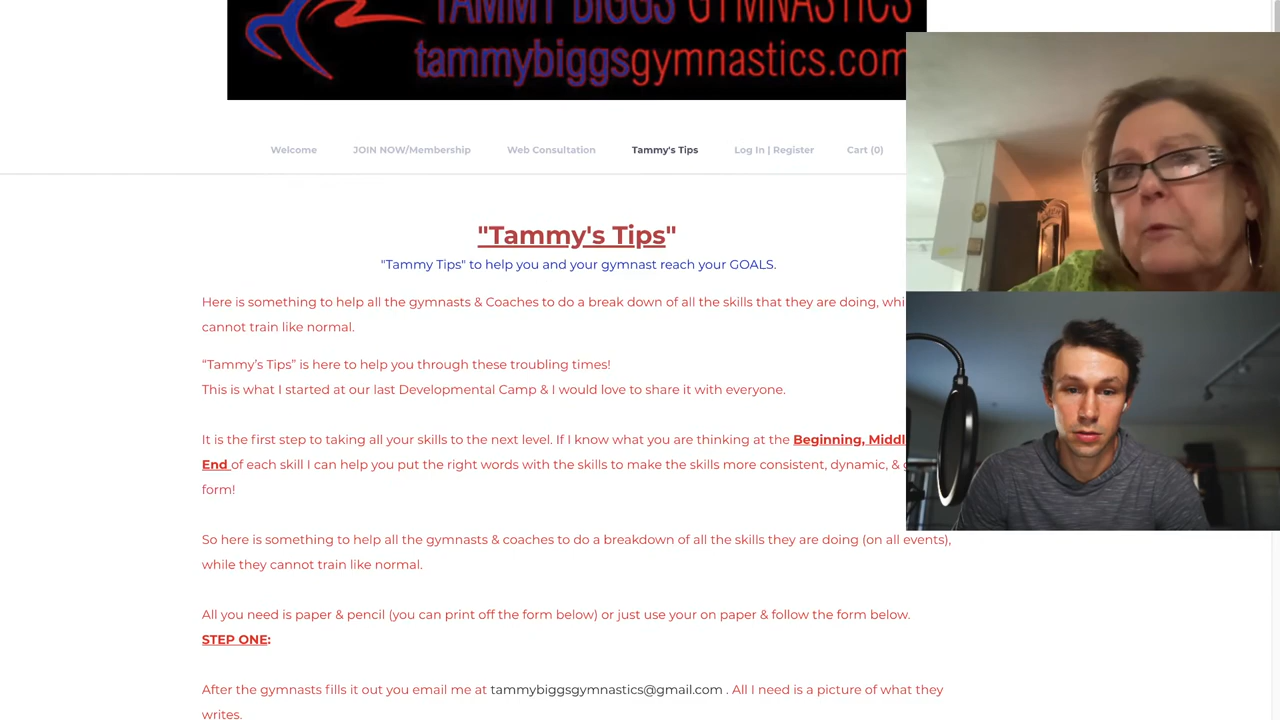 TAMMY BIGGS GYMNASTICS
tammybiggsgymnastics.com
Welcome JOIN NOW/Membership Web Consultation Tammy's Tips Log In | Register Cart (0)
"Tammy's Tips"
"Tammy Tips" to help you and your gymnast reach your GOALS.
Here is something to help all the gymnasts & Coaches to do a break down of all the skills that they are doing,
cannot train like normal.
“Tammy’s Tips” is here to help you through these troubling times!
This is what I started at our last Developmental Camp & I would love to share it with everyone.
It is the first step to taking all your skills to the next level. If I know what you are thinking at the Beginning,
End of each skill I can help you put the right words with the skills to make the skills more consistent, dynamic, &
form!
So here is something to help all the gymnasts & coaches to do a breakdown of all the skills they are doing (on all events),
while they cannot train like normal.
All you need is paper & pencil (you can print off the form below) or just use your on paper & follow the form below.
STEP ONE:
After the gymnasts fills it out you email me at tammybiggsgymnastics@gmail.com . All I need is a picture of what they
writes.